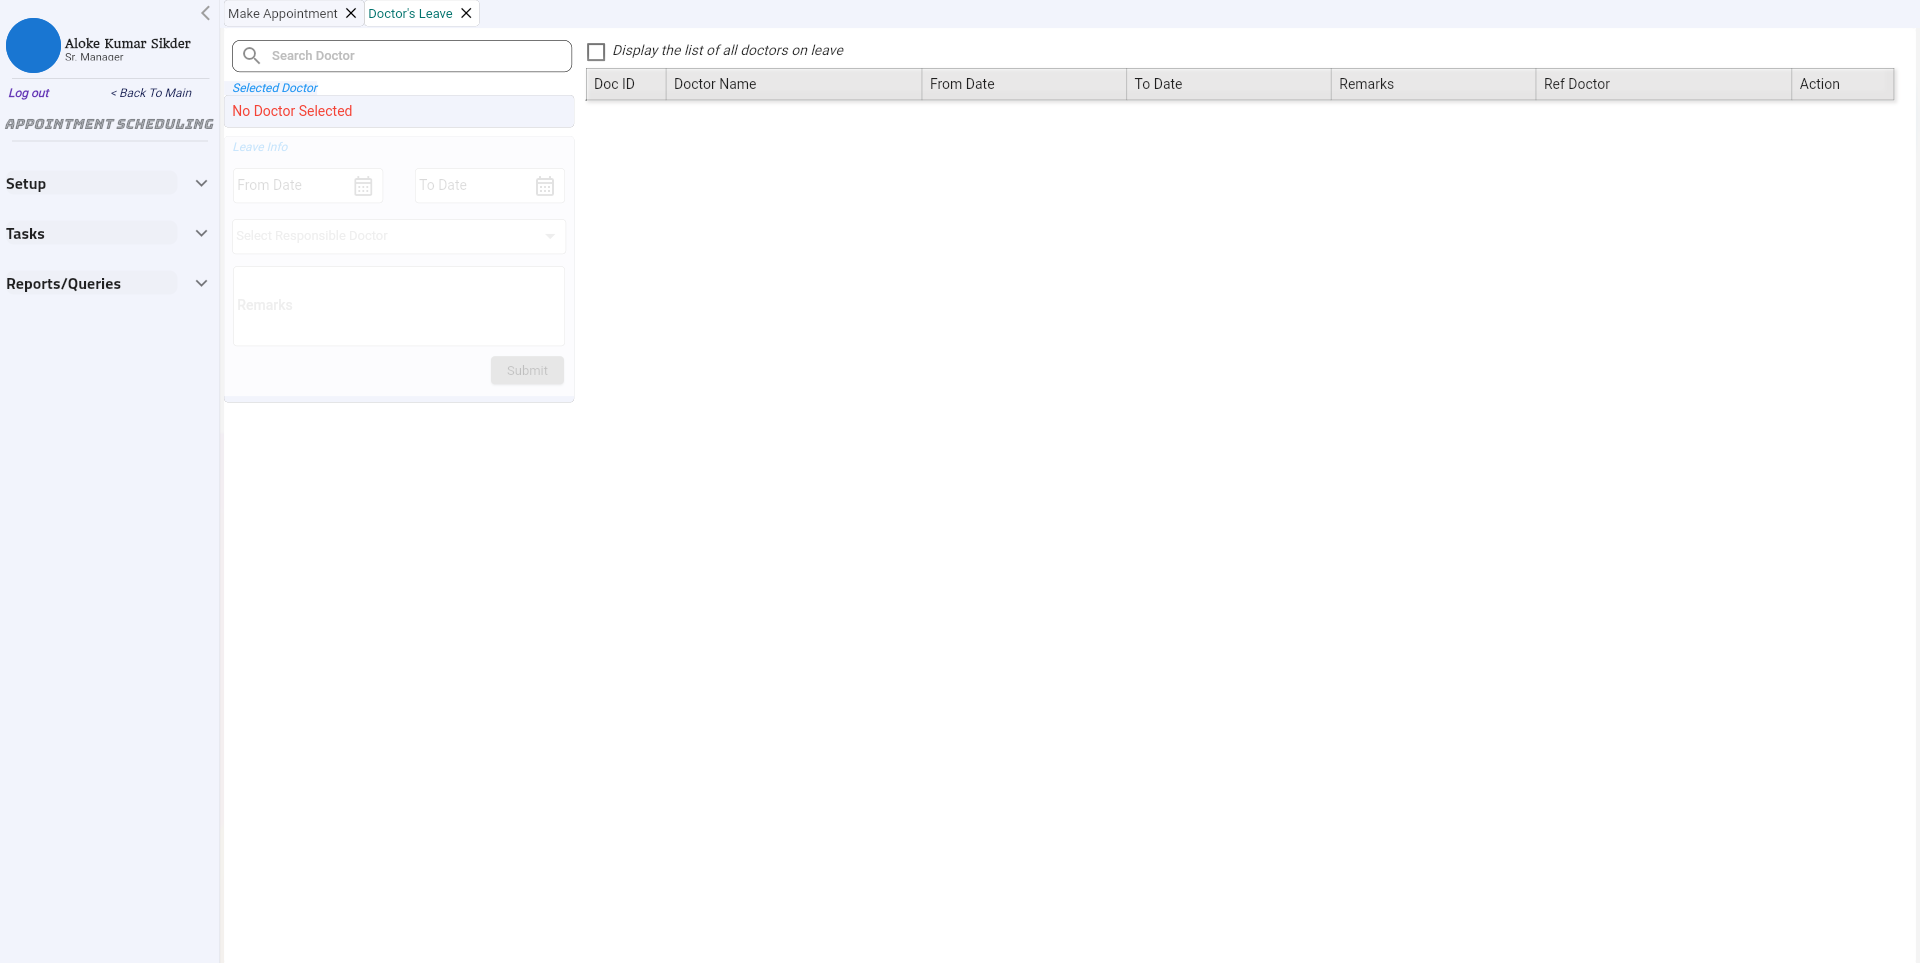 Aloke Kumar Sikder
Sr. Manager
Log out
< Back To Main
APPOINTMENT SCHEDULING
Setup
Tasks
Reports/Queries
Make Appointment
Doctor's Leave
Search Doctor
Selected Doctor
No Doctor Selected
Leave Info
From Date
To Date
Select Responsible Doctor
Remarks
Submit
Display the list of all doctors on leave
Doc ID Doctor Name From Date To Date Remarks Ref Doctor Action